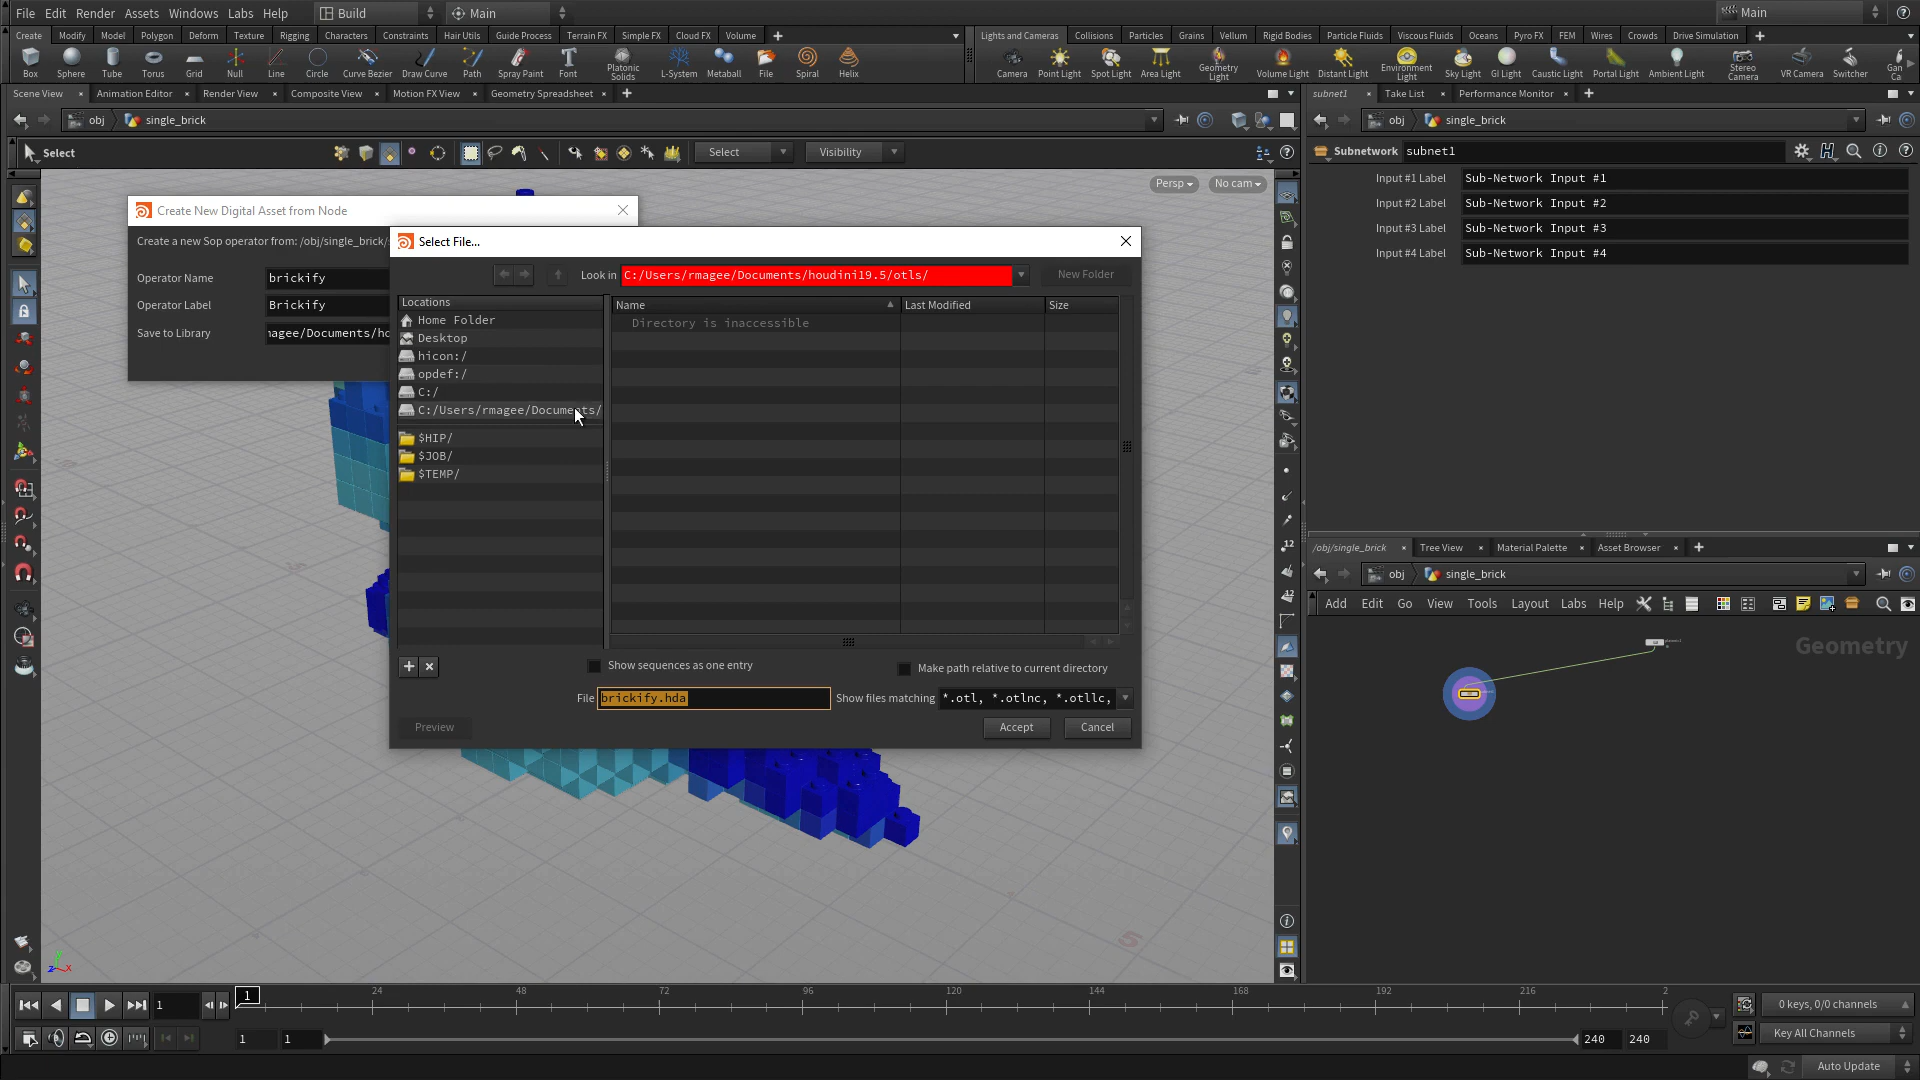 File Edit Render Assets Windows Labs Help Build Main Main
Create Modify Model Polygon Deform Texture Rigging Characters Constraints Hair Utils Guide Process Terrain FX Simple FX Cloud FX Volume
Lights and Cameras Collisions Particles Grains Vellum Rigid Bodies Particle Fluids Viscous Fluids Oceans Pyro FX FEM Wires Crowds Drive Simulation
Box Sphere Tube Torus Grid Null Line Circle Curve Bezier Draw Curve Path Spray Paint Font Platonic Solids L-System Metaball File Spiral Helix
Camera Point Light Spot Light Area Light Geometry Light Volume Light Distant Light Environment Light Sky Light GI Light Caustic Light Portal Light Ambient Light Stereo Camera VR Camera Switcher Gan Ca
Scene View Animation Editor Render View Composite View Motion FX View Geometry Spreadsheet
subnet1 Take List Performance Monitor
obj single_brick
obj single_brick
Select Select Visibility
Subnetwork subnet1
Input #1 Label Sub-Network Input #1
Input #2 Label Sub-Network Input #2
Input #3 Label Sub-Network Input #3
Input #4 Label Sub-Network Input #4
Persp No cam
Create New Digital Asset from Node
Create a new Sop operator from: /obj/single_brick/
Operator Name brickify
Operator Label Brickify
Save to Library
Select File...
Look in C:/Users/rmagee/Documents/houdini19.5/otls/ New Folder
Locations
Home Folder
Desktop
hicon:/
opdef:/
C:/
C:/Users/rmagee/Documents/
$HIP/
$JOB/
$TEMP/
Name Last Modified Size
Directory is inaccessible
Show sequences as one entry Make path relative to current directory
File brickify.hda Show files matching *.otl, *.otlnc, *.otllc,
Preview Accept Cancel
12
12
5
/obj/single_brick Tree View Material Palette Asset Browser
obj single_brick
Add Edit Go View Tools Layout Labs Help
Geometry
1 1 24 48 72 96 120 144 168 192 216 2
0 keys, 0/0 channels
1 1 240 240
Key All Channels
Auto Update